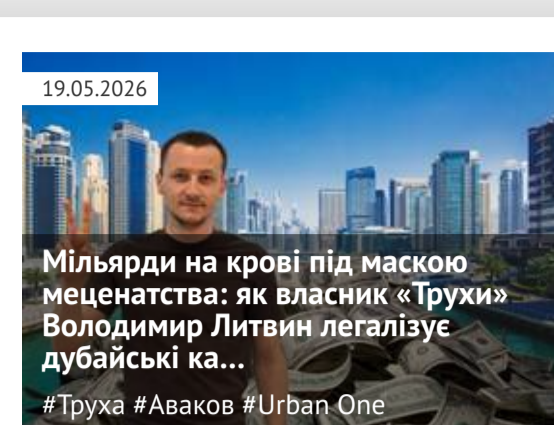 19.05.2026
Мільярди на крові під маскою
меценатства: як власник «Трухи»
Володимир Литвин легалізує
дубайські ка...
#Труха #Аваков #Urban One